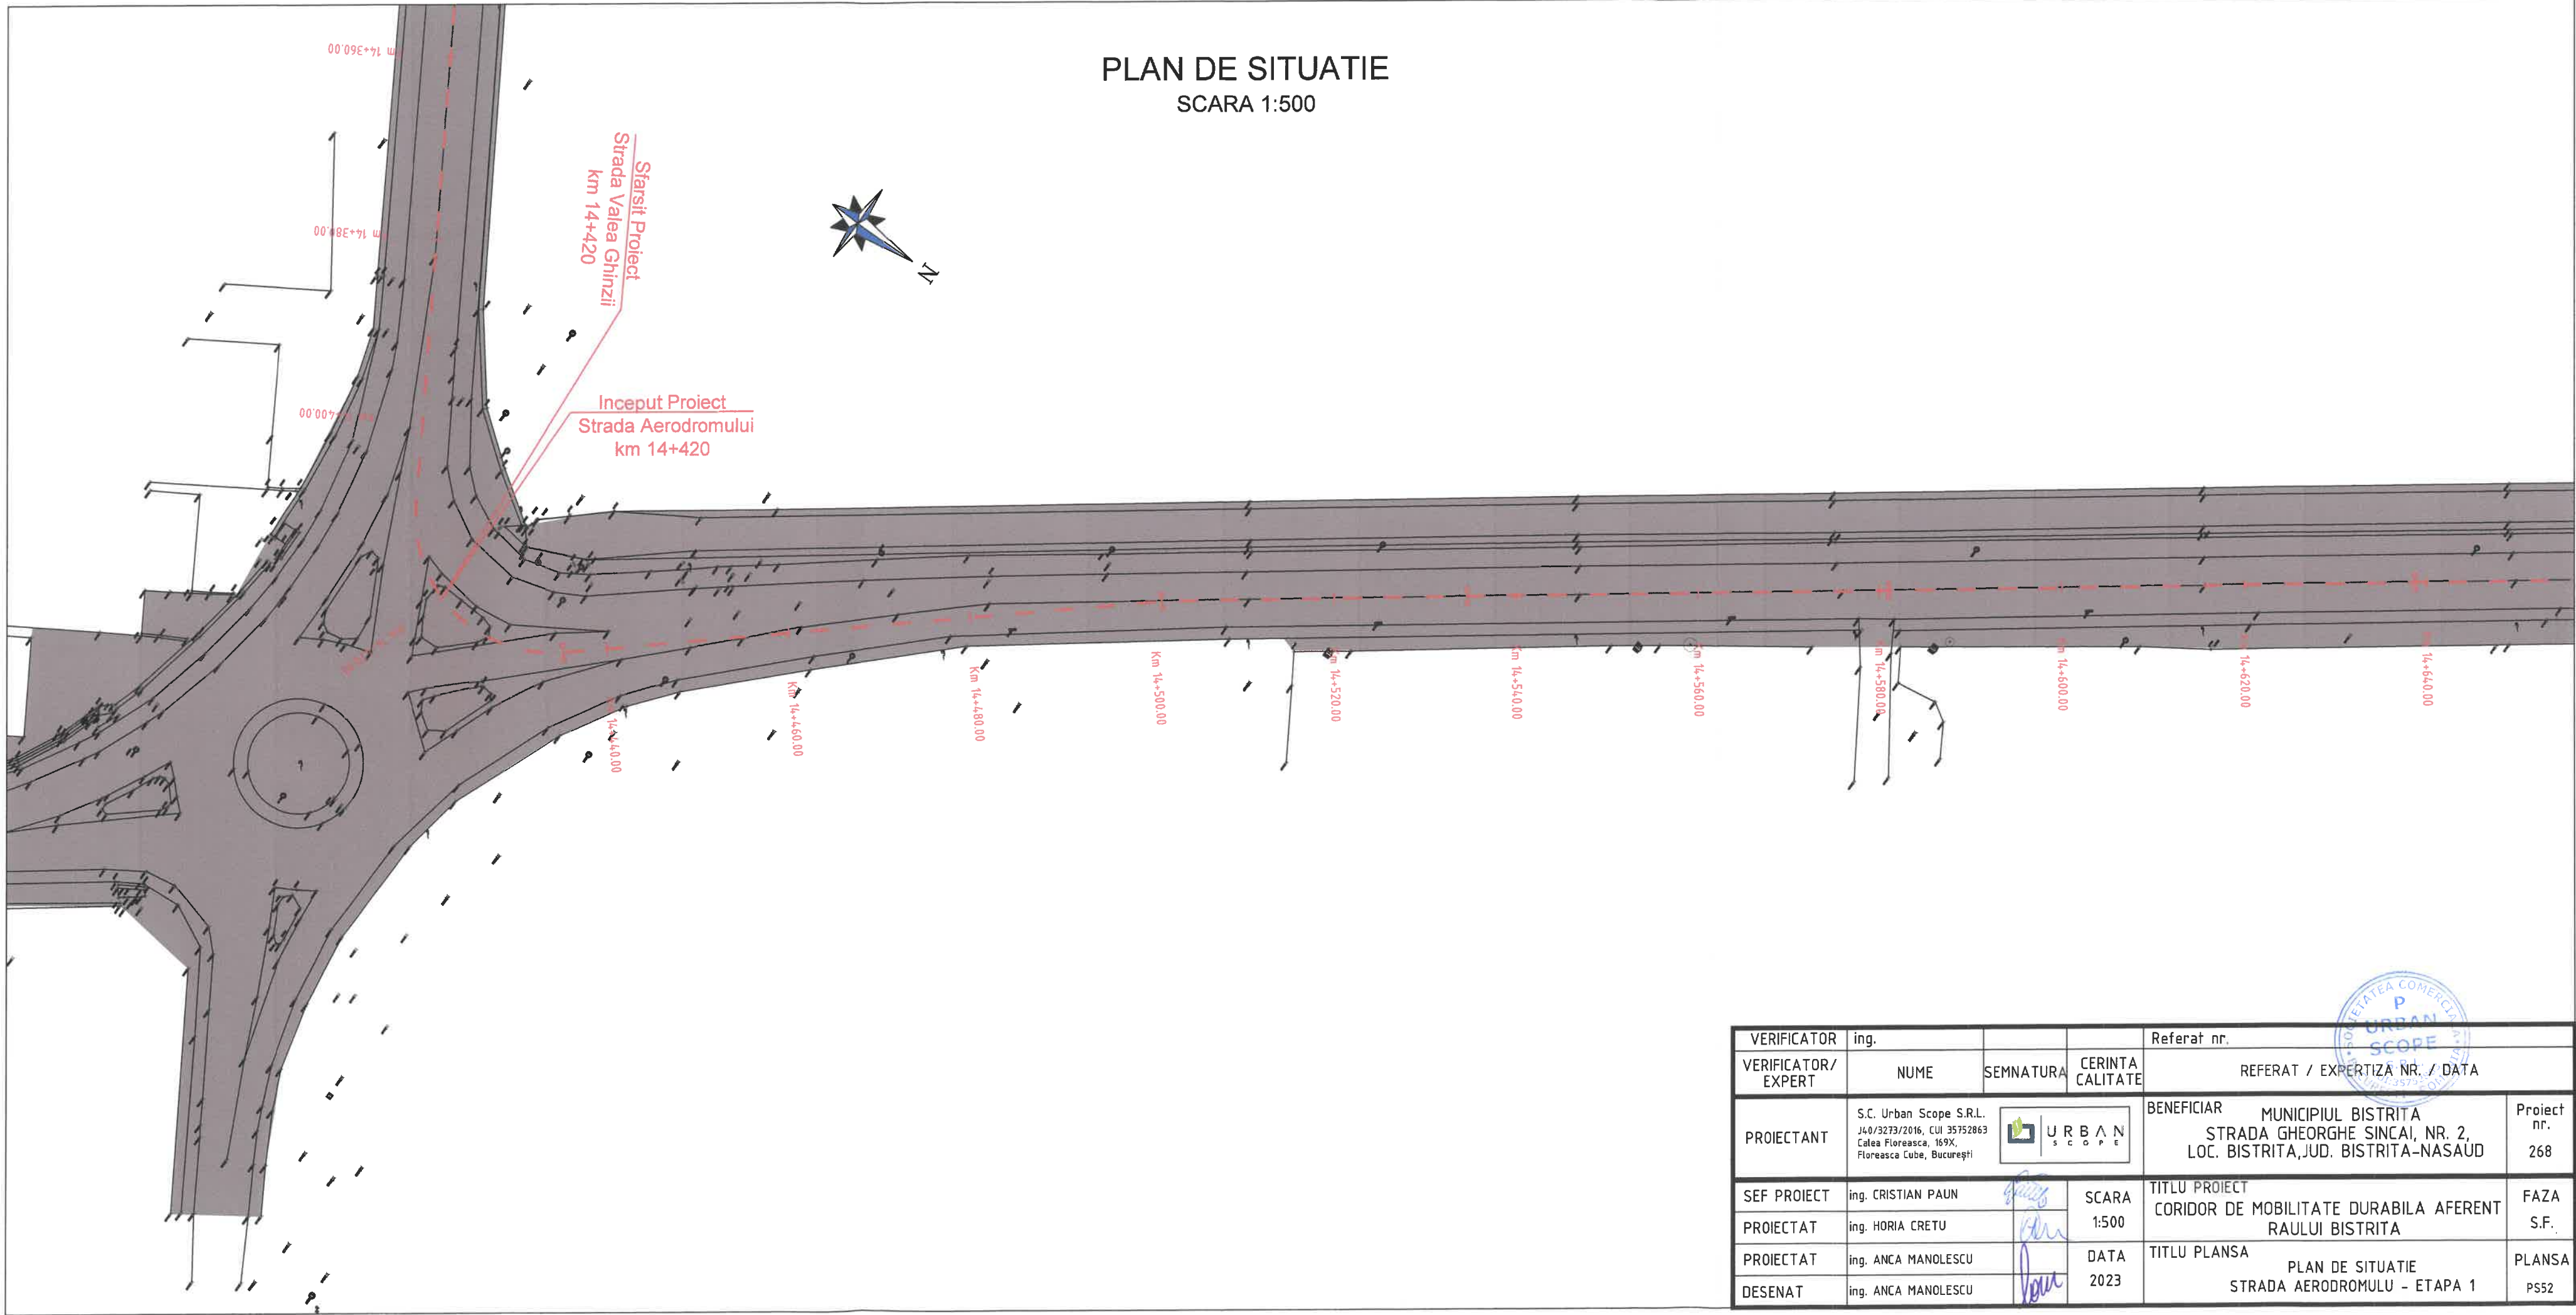 PLAN DE SITUATIE
SCARA 1:500
Km 14+360.00
Km 14+380.00
14+400.00
Sfarsit Proiect
Strada Valea Ghinzii
km 14+420
Inceput Proiect
Strada Aerodromului
km 14+420
N
14+440.00
Km 14+460.00
Km 14+480.00
Km 14+500.00
Km 14+520.00
Km 14+540.00
Km 14+560.00
Km 14+580.00
Km 14+600.00
Km 14+620.00
Km 14+640.00
VERIFICATOR ing. Referat nr.
VERIFICATOR/ EXPERT NUME SEMNATURA CERINTA CALITATE REFERAT / EXPERTIZA NR. / DATA
PROIECTANT
S.C. Urban Scope S.R.L.
J40/3273/2016, CUI 35752863
Calea Floreasca, 169X,
Floreasca Cube, București
URBAN
SCOPE
BENEFICIAR MUNICIPIUL BISTRITA
STRADA GHEORGHE SINCAI, NR. 2,
LOC. BISTRITA,JUD. BISTRITA-NASAUD
Proiect
nr.
268
SEF PROIECT ing. CRISTIAN PAUN
PROIECTAT ing. HORIA CRETU
SCARA
1:500
TITLU PROIECT
CORIDOR DE MOBILITATE DURABILA AFERENT
RAULUI BISTRITA
FAZA
S.F.
PROIECTAT ing. ANCA MANOLESCU
DESENAT ing. ANCA MANOLESCU
DATA
2023
TITLU PLANSA
PLAN DE SITUATIE
STRADA AERODROMULU - ETAPA 1
PLANSA
PS52
SOCIETATEA COMERCIALA
P
URBAN
SCOPE
S.R.L.